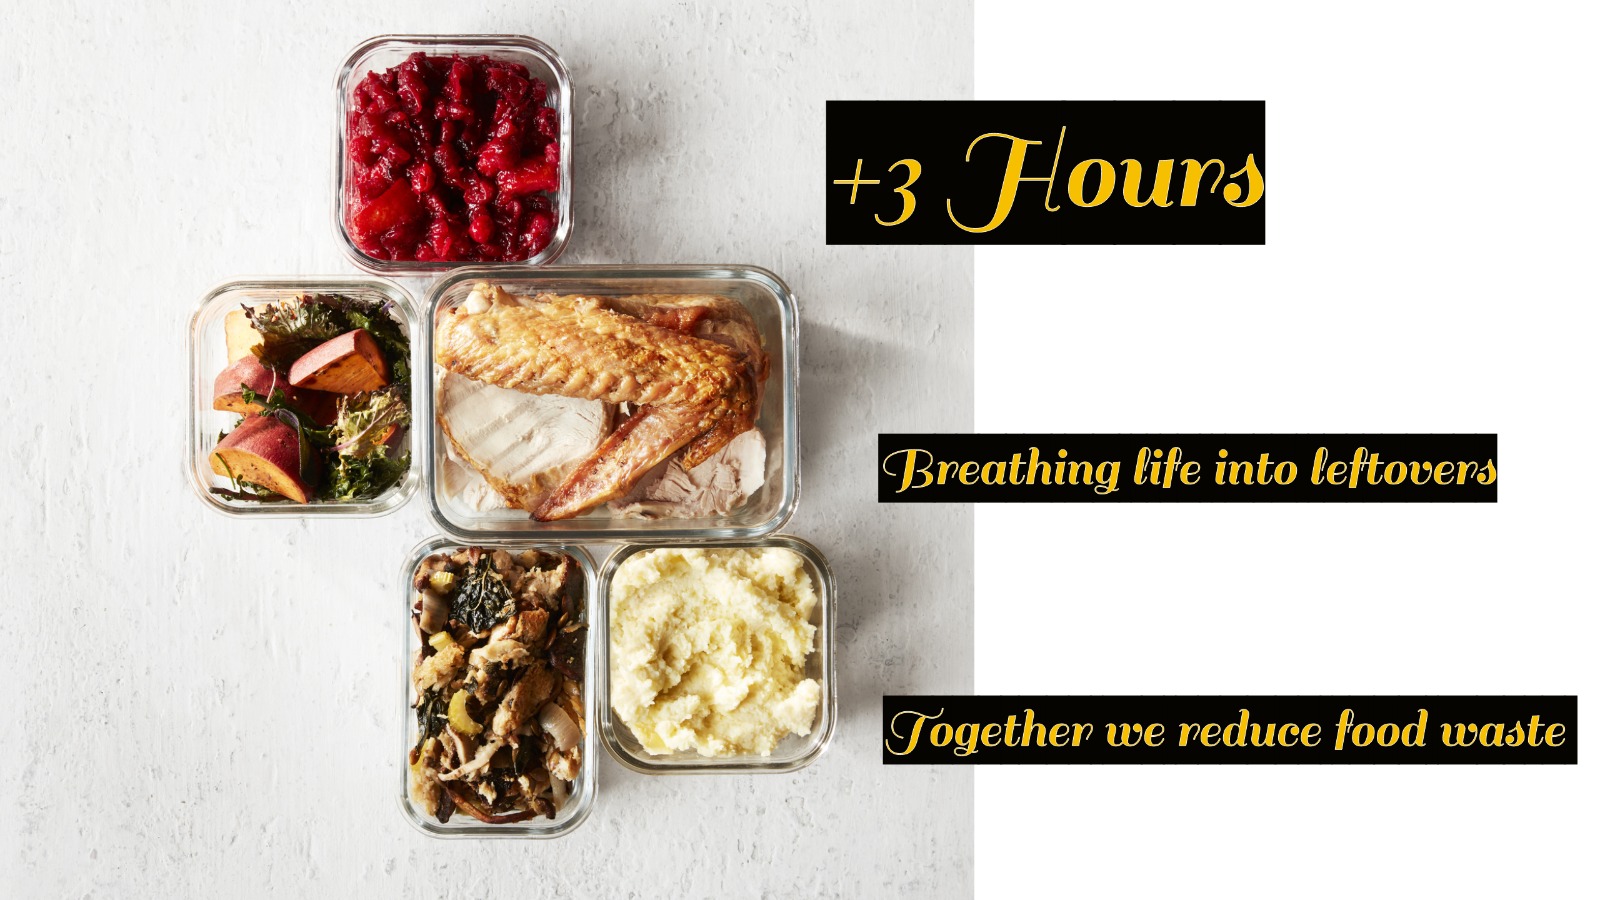 +3 Hours
Breathing life into leftovers
Together we reduce food waste